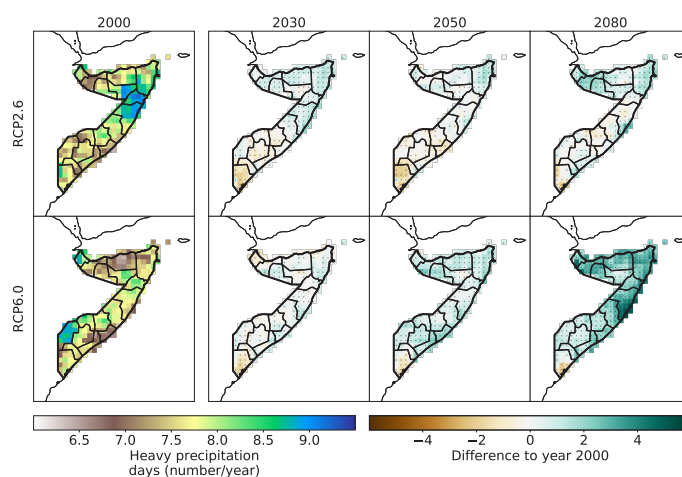 2000 2030 2050 2080
RCP2.6
RCP6.0
6.5 7.0 7.5 8.0 8.5 9.0 −4 −2 0 2 4
Heavy precipitation Difference to year 2000
days (number/year)